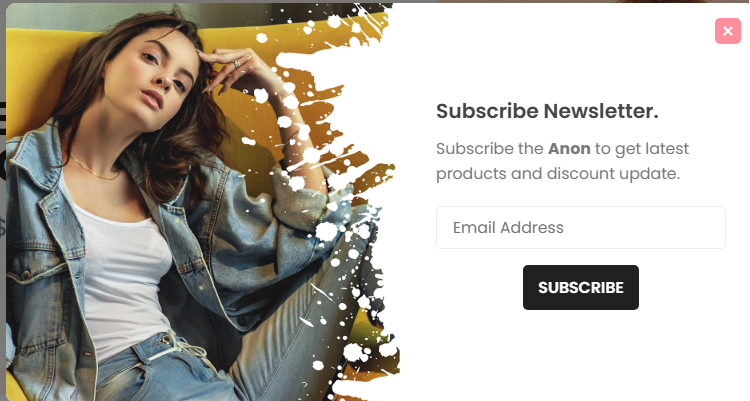 Subscribe Newsletter.
Subscribe the Anon to get latest
products and discount update.
Email Address
SUBSCRIBE